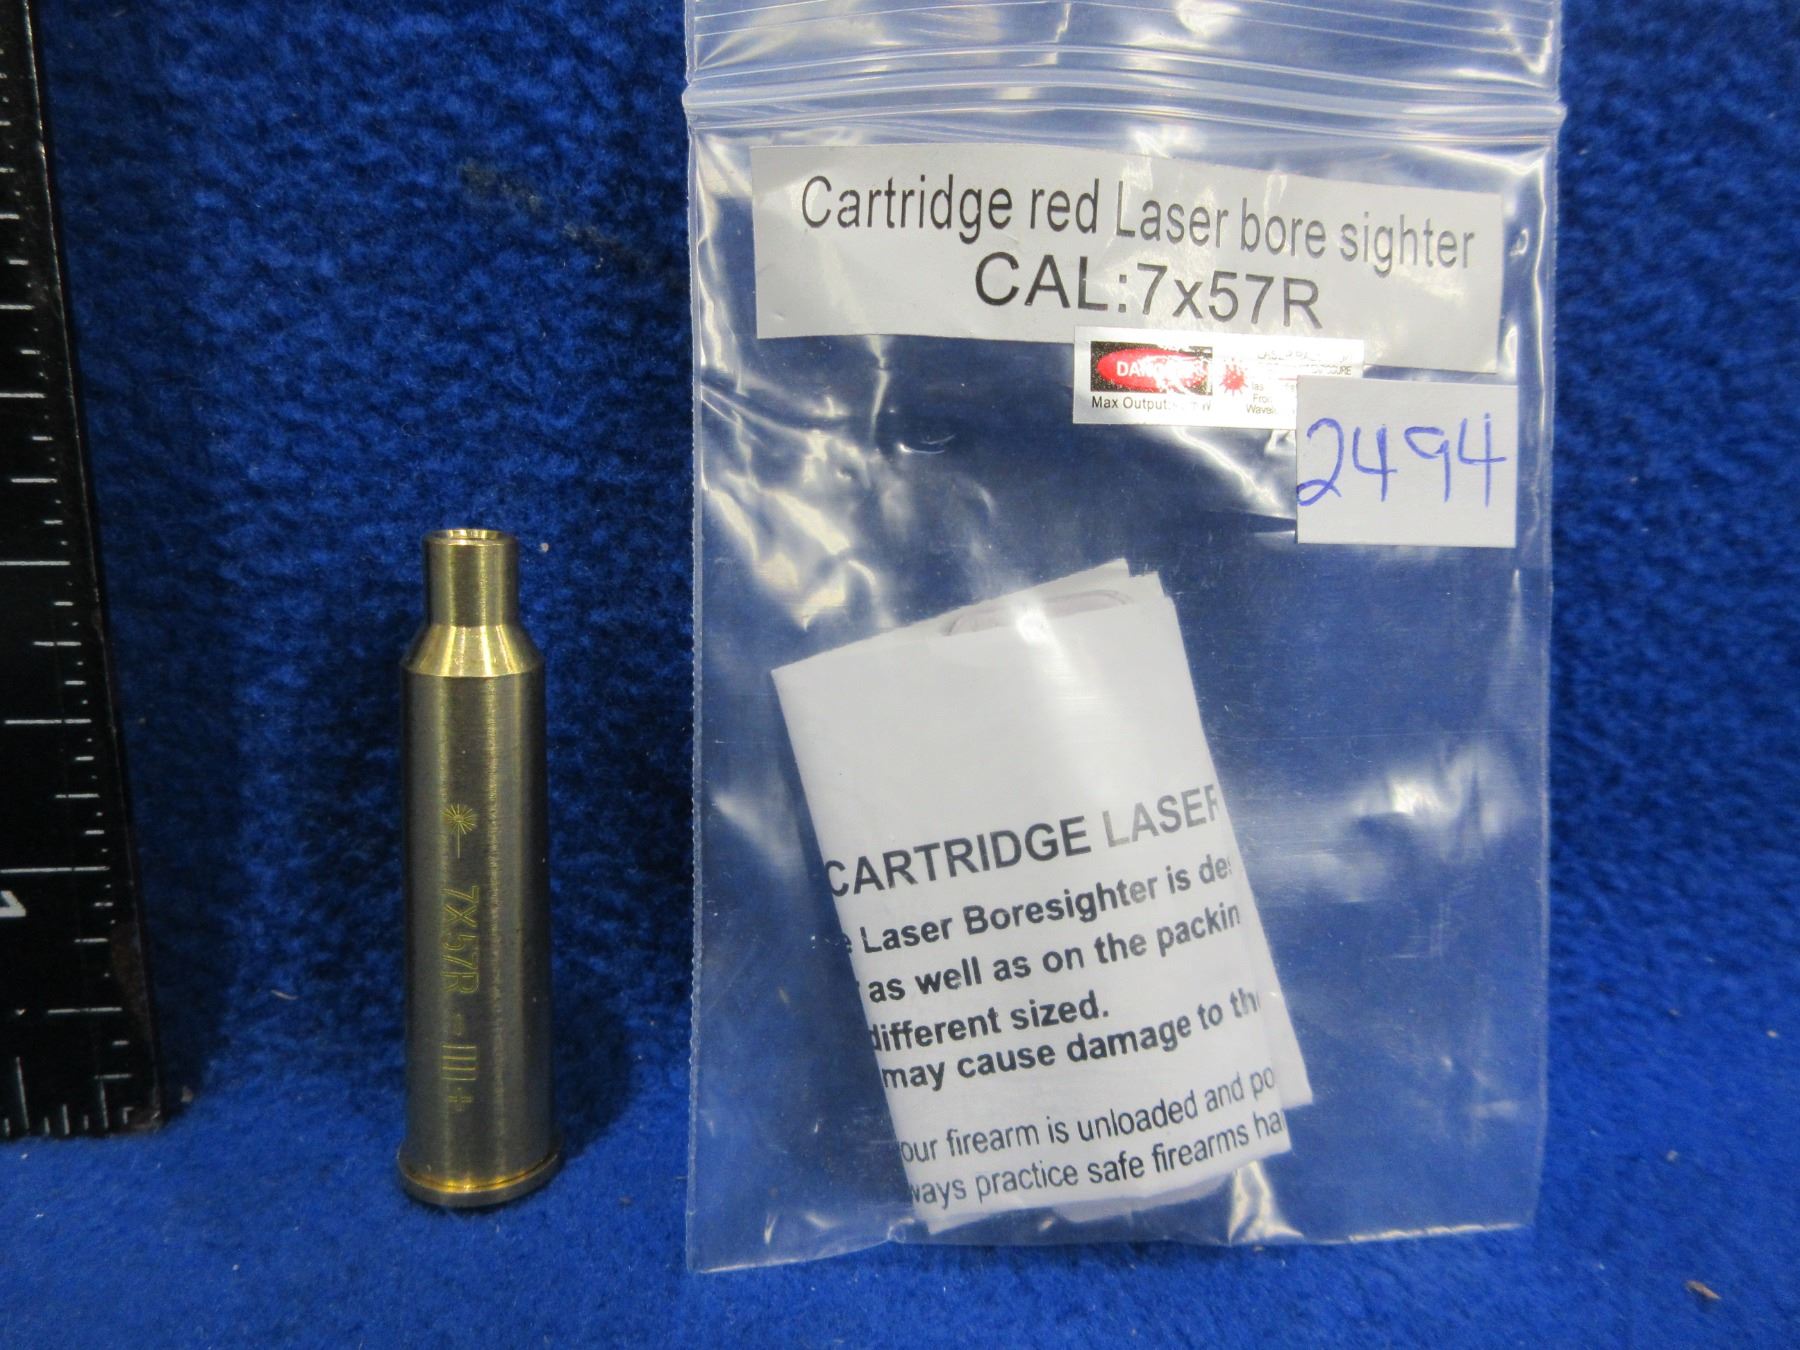 Cartridge red Laser bore sighter
CAL:7x57R
DANGER
Max Output:
2494
7X57R
CARTRIDGE LASER
Laser Boresighter is des
as well as on the packin
different sized.
may cause damage to th
our firearm is unloaded and po
ways practice safe firearms ha